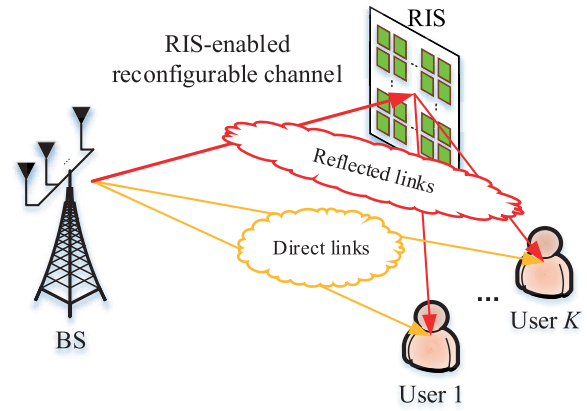 RIS
RIS-enabled
reconfigurable channel
Reflected links
Direct links
...
User K
BS
User 1